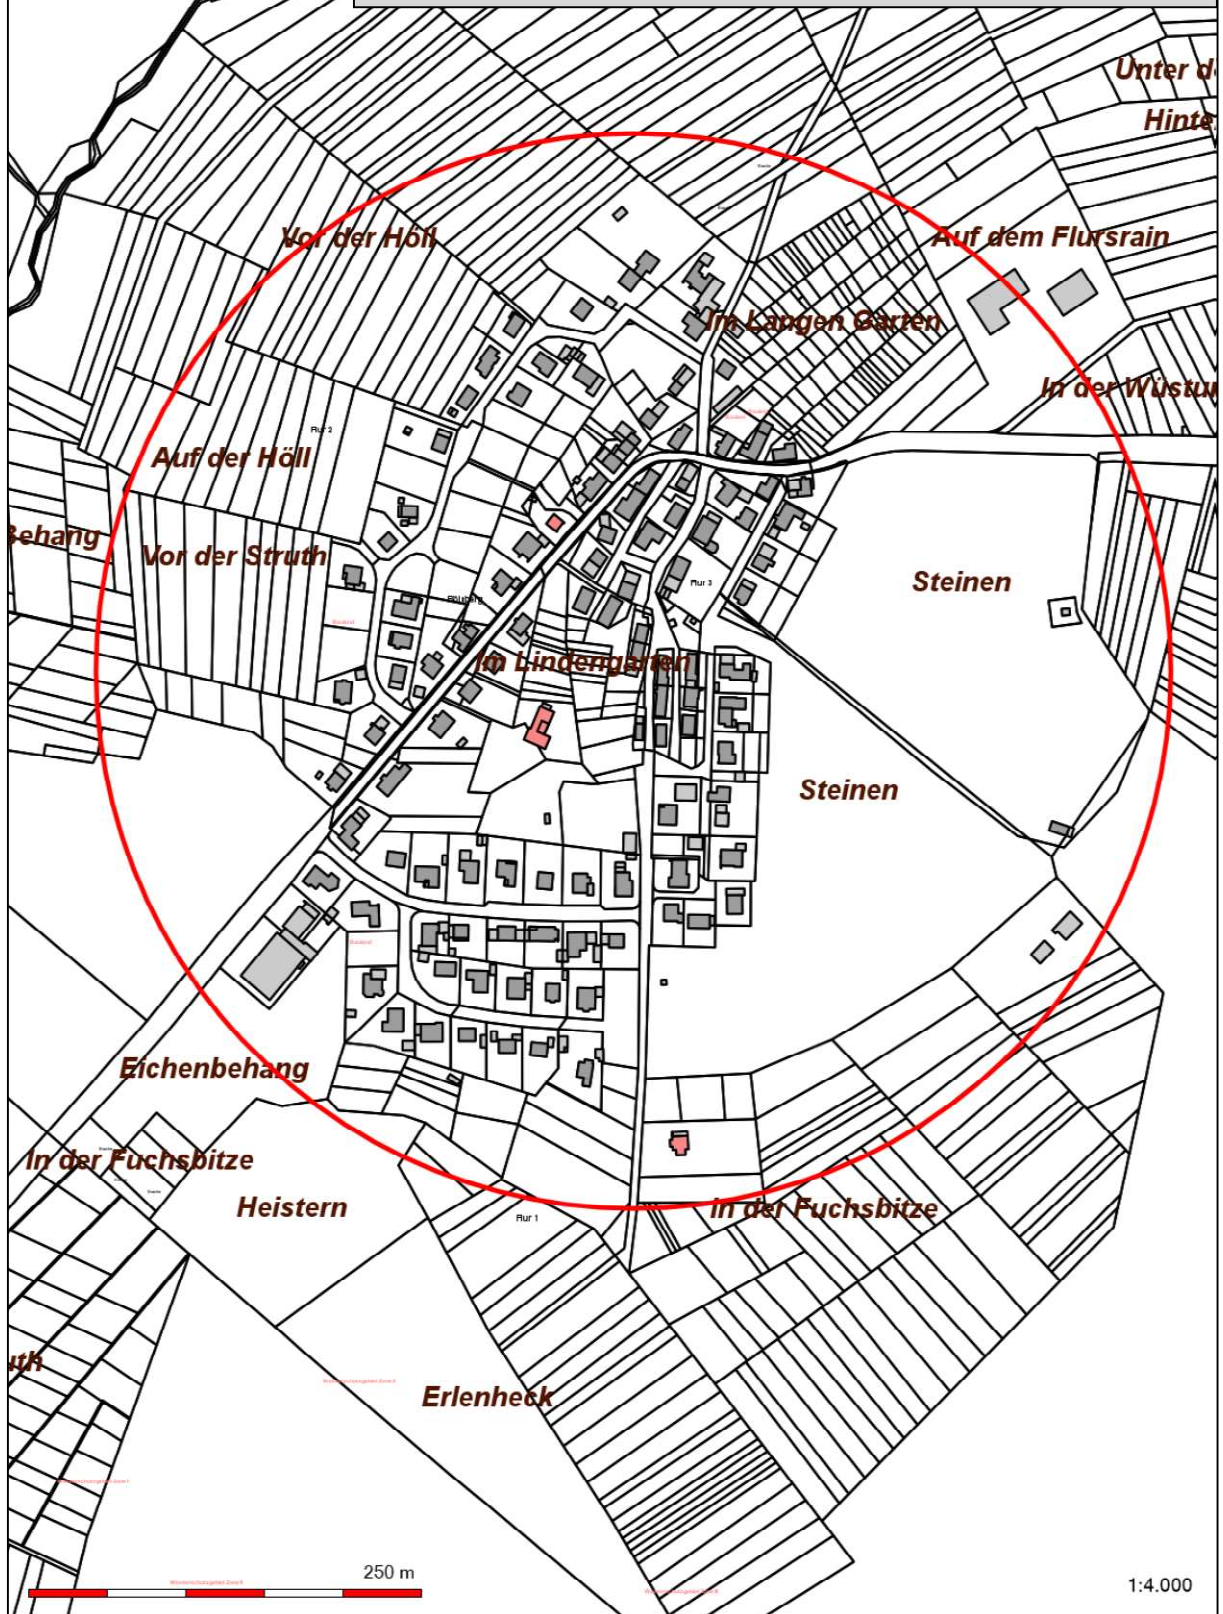 Unter d
Hinte
Vor der Höll
Auf dem Flursrain
Im Langen Garten
In der Wüstu
Flur 2
Auf der Höll
Behang
Vor der Struth
Steinen
Flur 3
Im Lindengarten
Steinen
Eichenbehang
In der Fuchsbitze
Heistern
In der Fuchsbitze
Flur 1
uth
Erlenheck
250 m
1:4.000